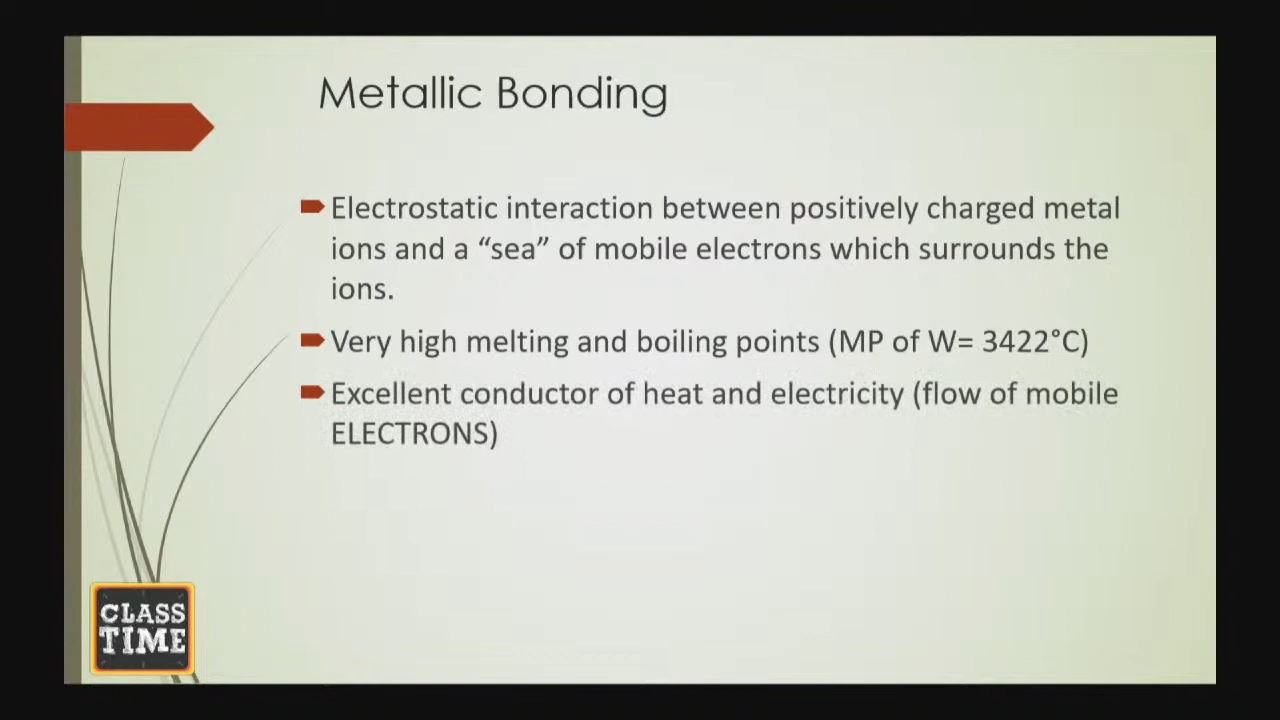 Metallic Bonding
Electrostatic interaction between positively charged metal
ions and a “sea” of mobile electrons which surrounds the
ions.
Very high melting and boiling points (MP of W= 3422°C)
Excellent conductor of heat and electricity (flow of mobile
ELECTRONS)
CLASS
TIME